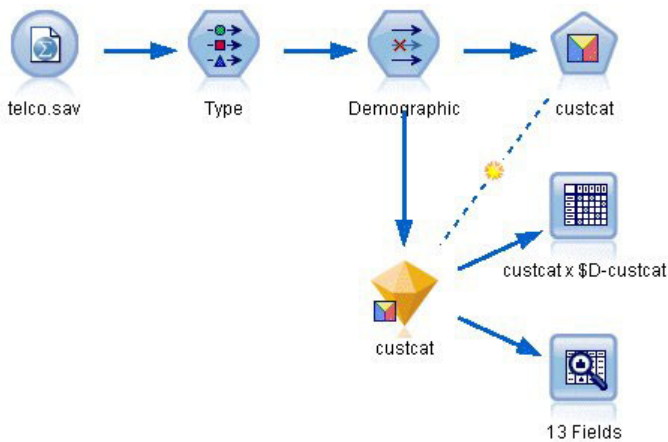 telco.sav
Type
Demographic
custcat
custcat x $D-custcat
custcat
13 Fields